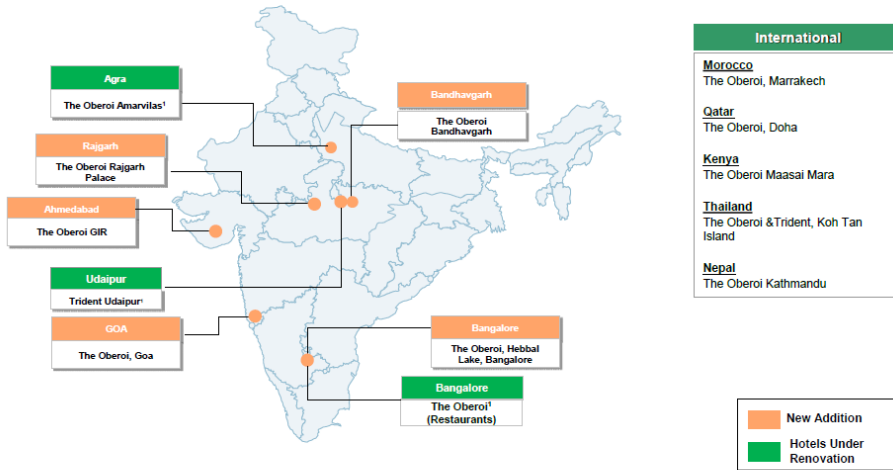 Agra
The Oberoi Amarvilas¹
Rajgarh
The Oberoi Rajgarh
Palace
Ahmedabad
The Oberoi GIR
Udaipur
Trident Udaipur¹
GOA
The Oberoi, Goa
Bandhavgarh
The Oberoi
Bandhavgarh
Bangalore
The Oberoi, Hebbal
Lake, Bangalore
Bangalore
The Oberoi¹
(Restaurants)
International
Morocco
The Oberoi, Marrakech
Qatar
The Oberoi, Doha
Kenya
The Oberoi Maasai Mara
Thailand
The Oberoi &Trident, Koh Tan
Island
Nepal
The Oberoi Kathmandu
New Addition
Hotels Under
Renovation